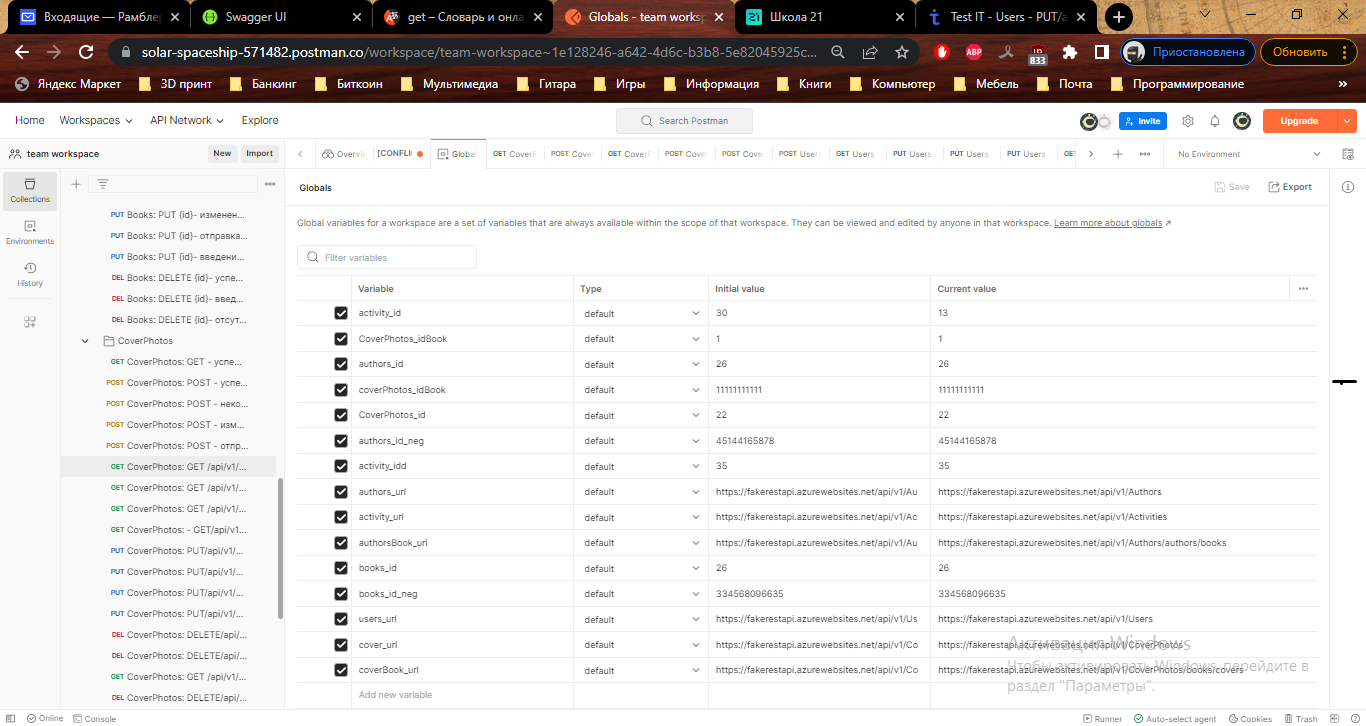 Входящие — Рамблер
Swagger UI
get – Словарь и онла
Globals - team works
Школа 21
Test IT - Users - PUT/a
solar-spaceship-571482.postman.co/workspace/team-workspace~1e128246-a642-4d6c-b3b8-5e82045925c...
ABP
833
Приостановлена
Обновить
Яндекс Маркет
3D принт
Банкинг
Биткоин
Мультимедиа
Гитара
Игры
Информация
Книги
Компьютер
Мебель
Почта
Программирование
»
Home
Workspaces
API Network
Explore
Search Postman
Invite
Upgrade
team workspace
New
Import
Overvie
[CONFLI
Globa
GET CoverF
POST Cove
GET CoverF
POST Cove
POST Cove
POST User
GET Users
PUT Users
PUT Users
PUT Users
GET
No Environment
Collections
Environments
History
PUT Books: PUT {id}- изменен...
PUT Books: PUT {id}- отправка...
PUT Books: PUT {id}- введени...
DEL Books: DELETE {id}- успе...
DEL Books: DELETE {id}- введ...
DEL Books: DELETE {id}- отсут...
CoverPhotos
GET CoverPhotos: GET - успе...
POST CoverPhotos: POST - успе...
POST CoverPhotos: POST - неко...
POST CoverPhotos: POST - изм...
POST CoverPhotos: POST - отпр...
GET CoverPhotos: GET /api/v1/...
GET CoverPhotos: GET /api/v1/...
GET CoverPhotos: GET /api/v1/...
GET CoverPhotos: - GET/api/v1...
PUT CoverPhotos: PUT/api/v1/...
PUT CoverPhotos: PUT/api/v1/...
PUT CoverPhotos: PUT/api/v1/...
PUT CoverPhotos: PUT/api/v1/...
DEL CoverPhotos: DELETE/api/...
DEL CoverPhotos: DELETE/api/...
GET CoverPhotos: GET /api/v1/...
DEL CoverPhotos: DELETE/api/...
Globals
Save
Export
Global variables for a workspace are a set of variables that are always available within the scope of that workspace. They can be viewed and edited by anyone in that workspace. Learn more about globals ↗
Filter variables
Variable Type Initial value Current value
activity_id default 30 13
CoverPhotos_idBook default 1 1
authors_id default 26 26
coverPhotos_idBook default 11111111111 11111111111
CoverPhotos_id default 22 22
authors_id_neg default 45144165878 45144165878
activity_idd default 35 35
authors_url default https://fakerestapi.azurewebsites.net/api/v1/Au https://fakerestapi.azurewebsites.net/api/v1/Authors
activity_url default https://fakerestapi.azurewebsites.net/api/v1/Ac https://fakerestapi.azurewebsites.net/api/v1/Activities
authorsBook_url default https://fakerestapi.azurewebsites.net/api/v1/Au https://fakerestapi.azurewebsites.net/api/v1/Authors/authors/books
books_id default 26 26
books_id_neg default 334568096635 334568096635
users_url default https://fakerestapi.azurewebsites.net/api/v1/Us https://fakerestapi.azurewebsites.net/api/v1/Users
cover_url default https://fakerestapi.azurewebsites.net/api/v1/Co https://fakerestapi.azurewebsites.net/api/v1/CoverPhotos
coverBook_url default https://fakerestapi.azurewebsites.net/api/v1/Co https://fakerestapi.azurewebsites.net/api/v1/CoverPhotos/books/covers
Add new variable
Активация Windows
Чтобы активировать Windows, перейдите в
раздел "Параметры".
Online
Console
Runner
Auto-select agent
Cookies
Trash